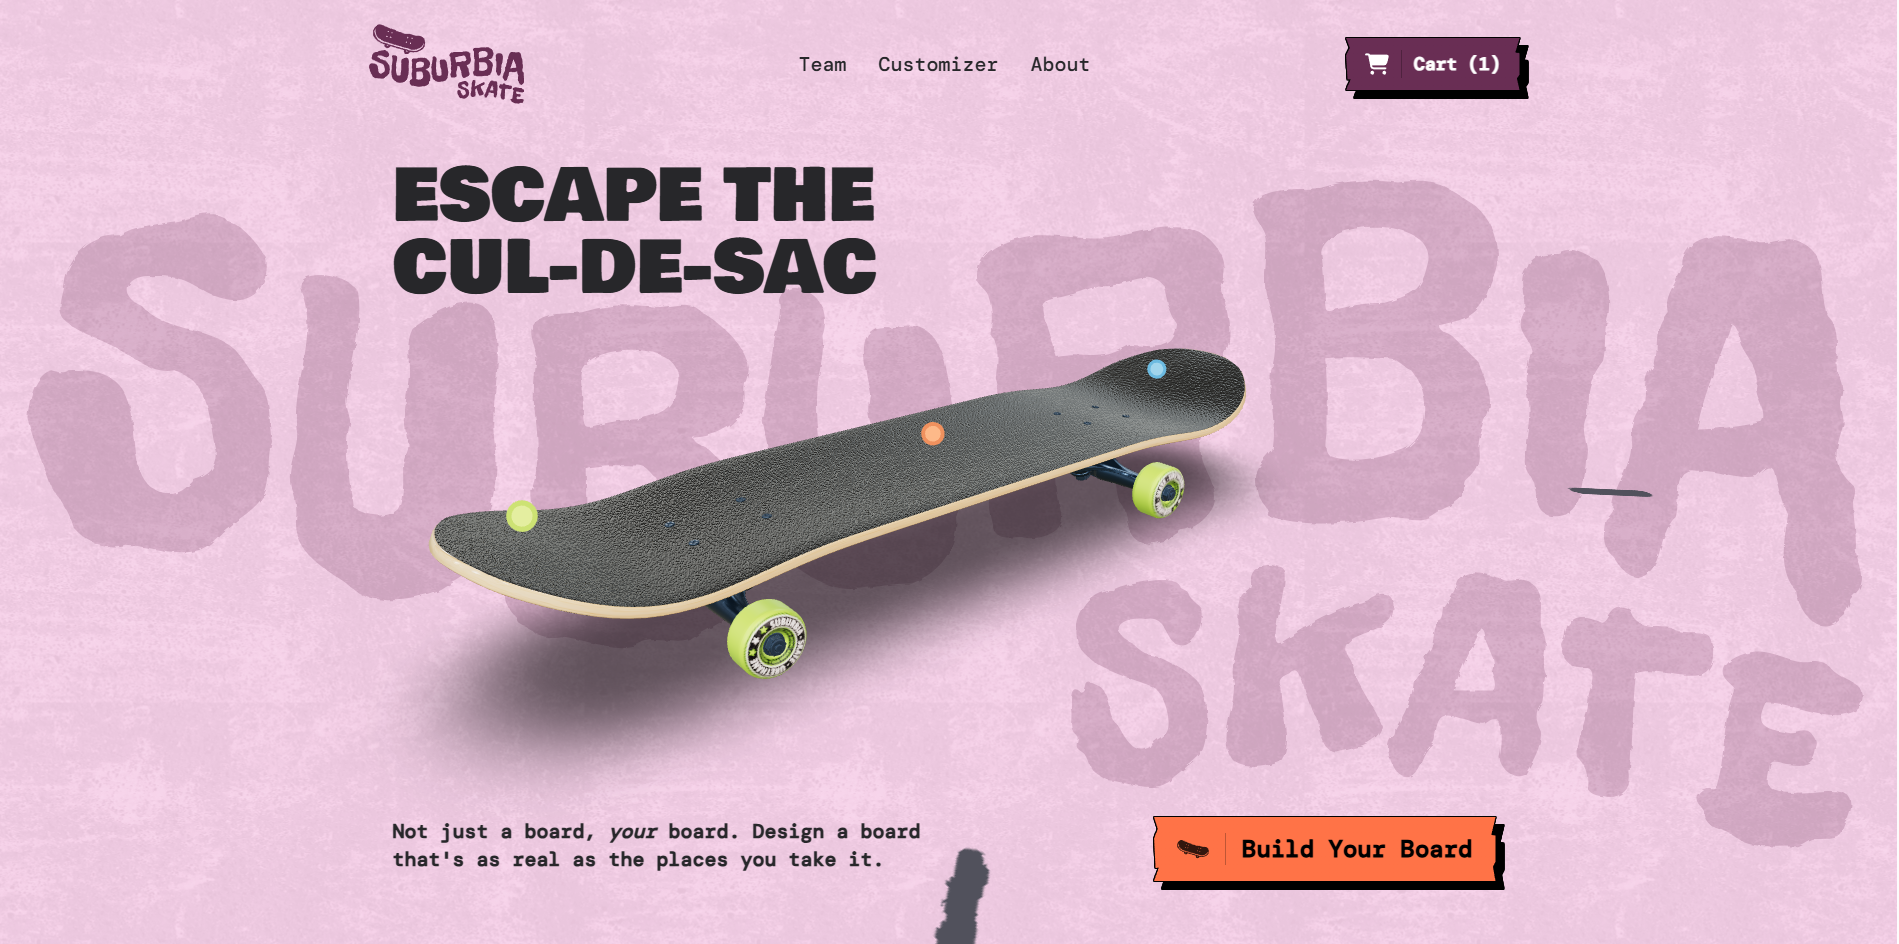 SUBURBIA
SKATE
Team
Customizer
About
Cart (1)
ESCAPE THE
CUL-DE-SAC
SUBURBIA
SKATE
SUBURBIA
Not just a board, your board. Design a board
that's as real as the places you take it.
Build Your Board